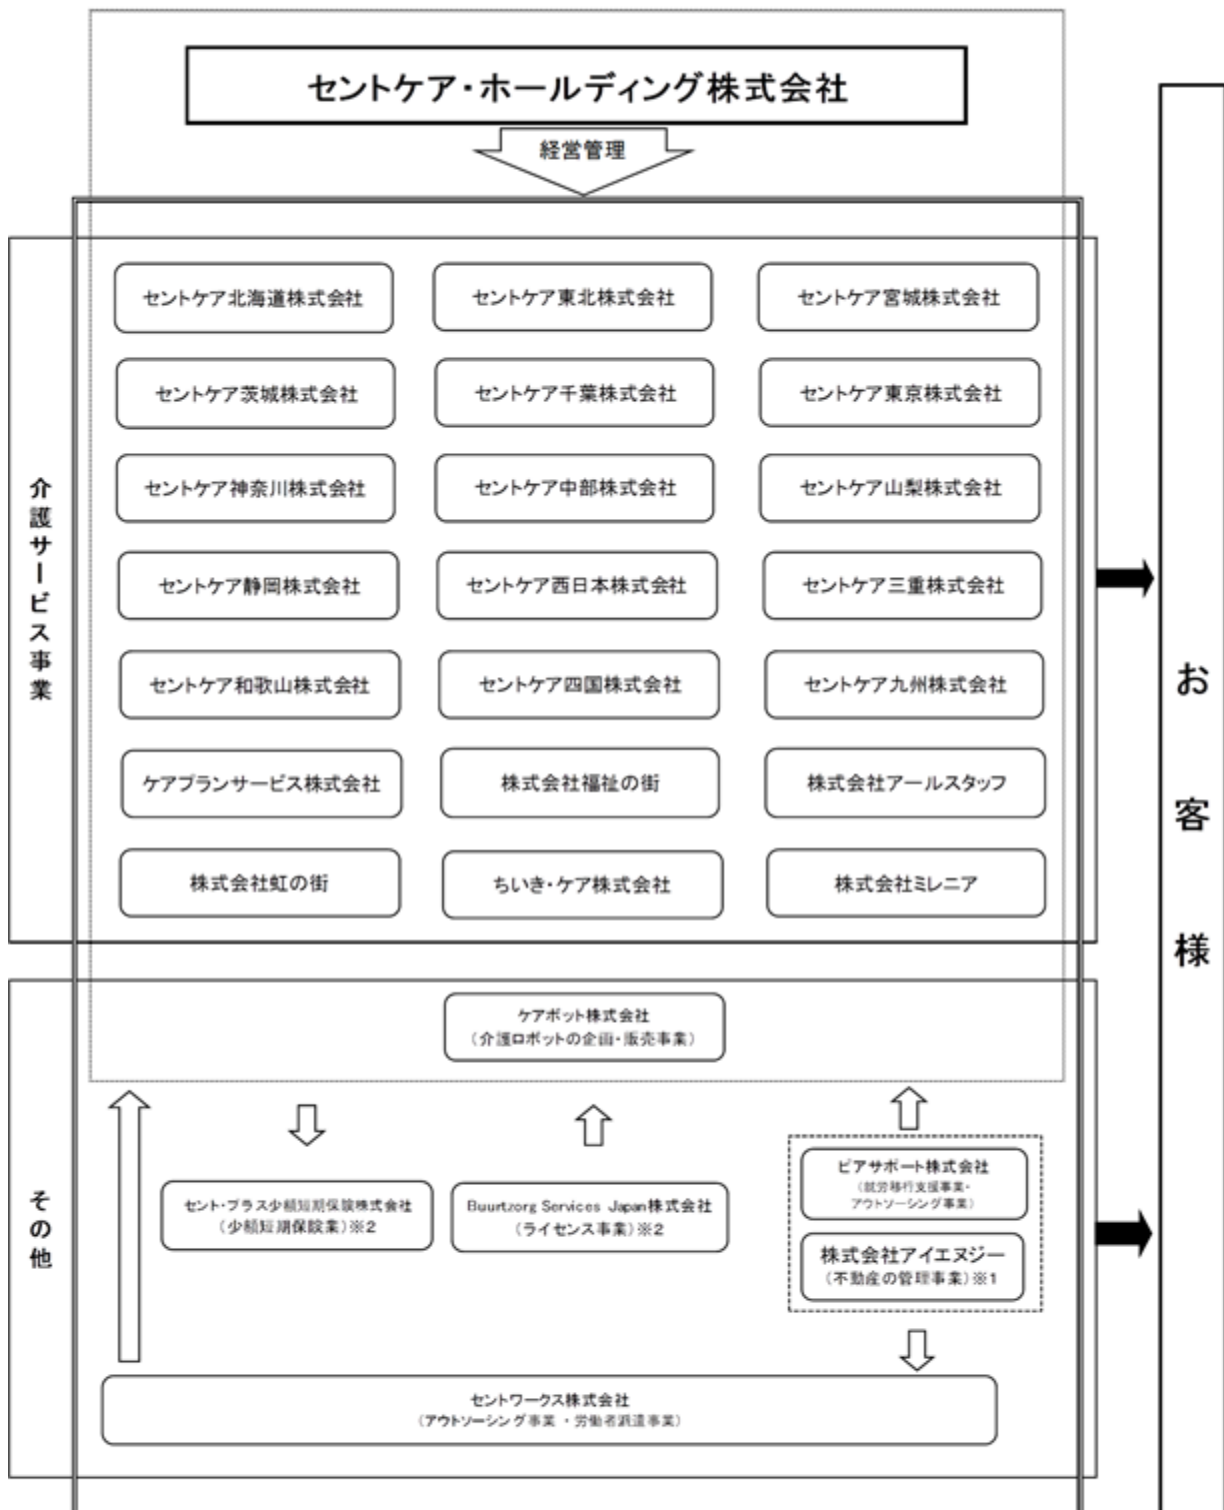 セントケア・ホールディング株式会社
経営管理
介護サービス事業
セントケア北海道株式会社
セントケア東北株式会社
セントケア宮城株式会社
セントケア茨城株式会社
セントケア千葉株式会社
セントケア東京株式会社
セントケア神奈川株式会社
セントケア中部株式会社
セントケア山梨株式会社
セントケア静岡株式会社
セントケア西日本株式会社
セントケア三重株式会社
セントケア和歌山株式会社
セントケア四国株式会社
セントケア九州株式会社
ケアプランサービス株式会社
株式会社福祉の街
株式会社アールスタッフ
株式会社虹の街
ちいき・ケア株式会社
株式会社ミレニア
その他
ケアボット株式会社
(介護ロボットの企画・販売事業)
セント・プラス少額短期保険株式会社
(少額短期保険業)※2
Buurtzorg Services Japan株式会社
(ライセンス事業)※2
ピアサポート株式会社
(就労移行支援事業・
アウトソーシング事業)
株式会社アイエヌジー
(不動産の管理事業)※1
セントワークス株式会社
(アウトソーシング事業・労働者派遣事業)
お客様